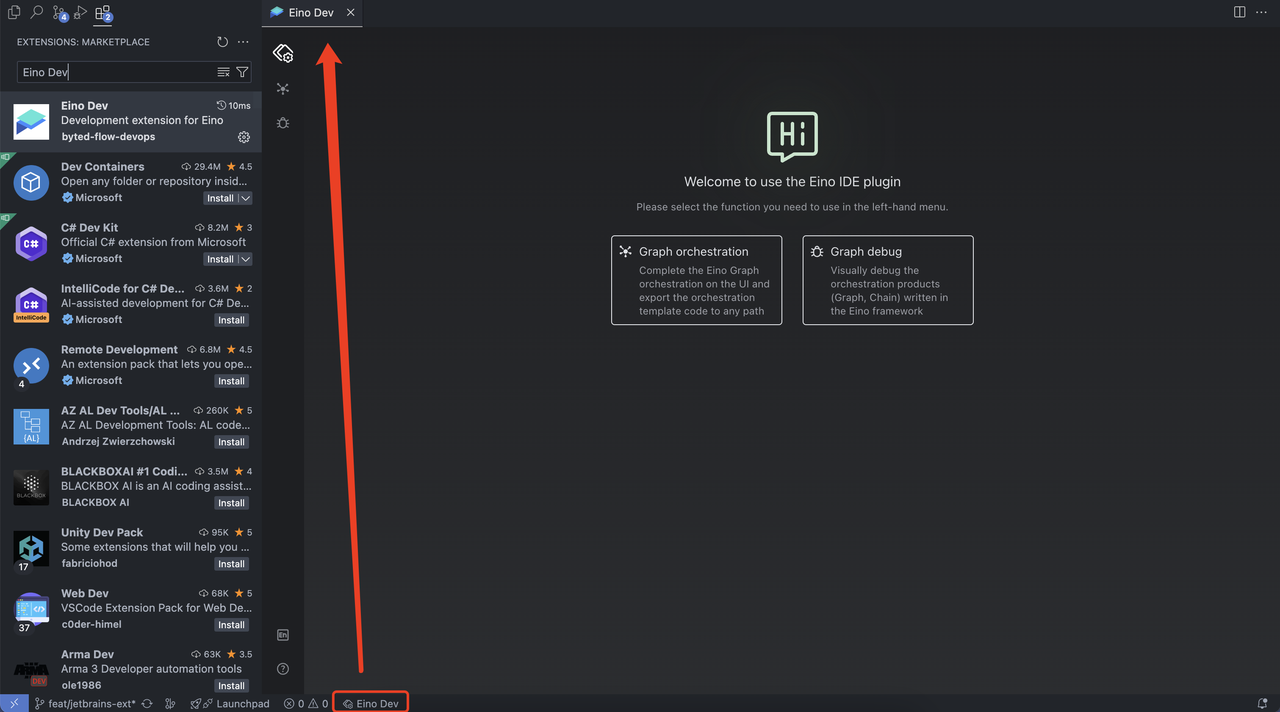 4
2
Eino Dev
EXTENSIONS: MARKETPLACE
Eino Dev
Eino Dev
10ms
Development extension for Eino
byted-flow-devops
Dev Containers
29.4M
4.5
Open any folder or repository insid...
Microsoft
Install
C# Dev Kit
8.2M
3
C#
Official C# extension from Microsoft
Microsoft
Install
IntelliCode for C# De...
3.6M
2
C#
IntelliCode
AI-assisted development for C# De...
Microsoft
Install
Remote Development
6.8M
4.5
An extension pack that lets you ope...
4
Microsoft
Install
AZ AL Dev Tools/AL ...
260K
5
{AL}
AZ AL Development Tools: AL code...
Andrzej Zwierzchowski
Install
BLACKBOXAI #1 Codi...
3.5M
4
BLACKBOX
BLACKBOX AI is an AI coding assist...
BLACKBOX AI
Install
Unity Dev Pack
95K
5
Some extensions that will help you ...
17
fabriciohod
Install
Web Dev
68K
5
</>
VSCode Extension Pack for Web De...
37
c0der-himel
Install
Arma Dev
63K
3.5
ArmA
DEV
Arma 3 Developer automation tools
ole1986
Install
Hi
Welcome to use the Eino IDE plugin
Please select the function you need to use in the left-hand menu.
Graph orchestration
Complete the Eino Graph
orchestration on the UI and
export the orchestration
template code to any path
Graph debug
Visually debug the
orchestration products
(Graph, Chain) written in
the Eino framework
En
feat/jetbrains-ext*
Launchpad
0
0
Eino Dev